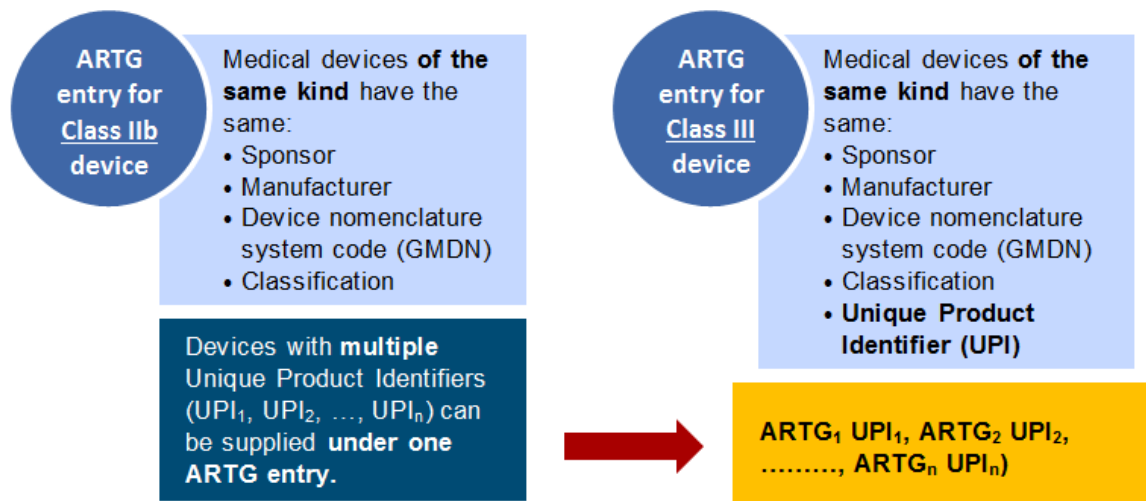 ARTG
entry for
Class IIb
device
Medical devices of the
same kind have the
same:
• Sponsor
• Manufacturer
• Device nomenclature
system code (GMDN)
• Classification
Devices with multiple
Unique Product Identifiers
(UPI₁, UPI₂, ..., UPIₙ) can
be supplied under one
ARTG entry.
ARTG
entry for
Class III
device
Medical devices of the
same kind have the
same:
• Sponsor
• Manufacturer
• Device nomenclature
system code (GMDN)
• Classification
• Unique Product
Identifier (UPI)
ARTG₁ UPI₁, ARTG₂ UPI₂,
........., ARTGₙ UPIₙ)